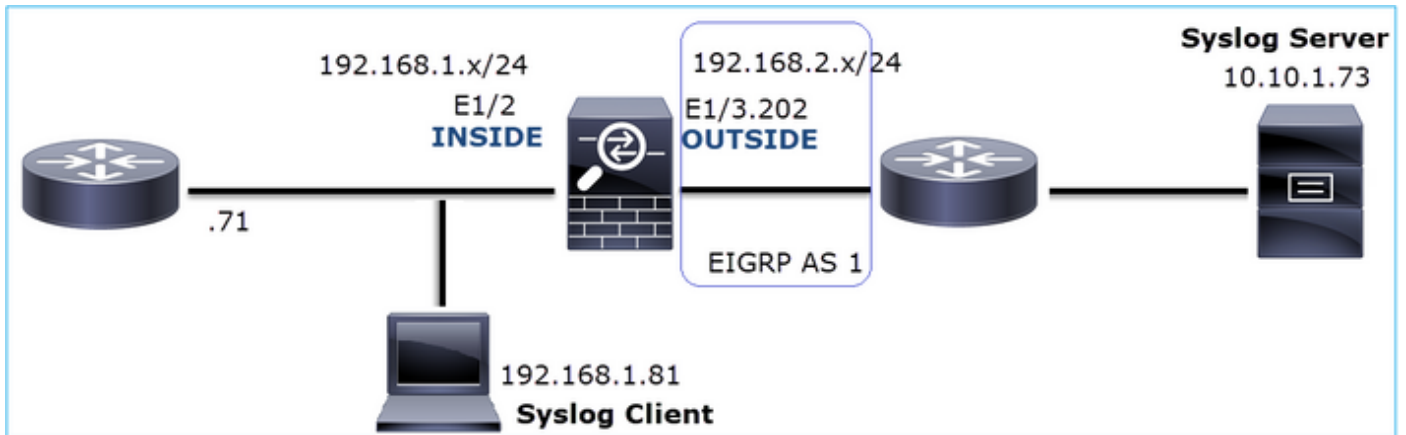 192.168.1.x/24
E1/2
INSIDE
192.168.2.x/24
E1/3.202
OUTSIDE
EIGRP AS 1
Syslog Server
10.10.1.73
.71
192.168.1.81
Syslog Client